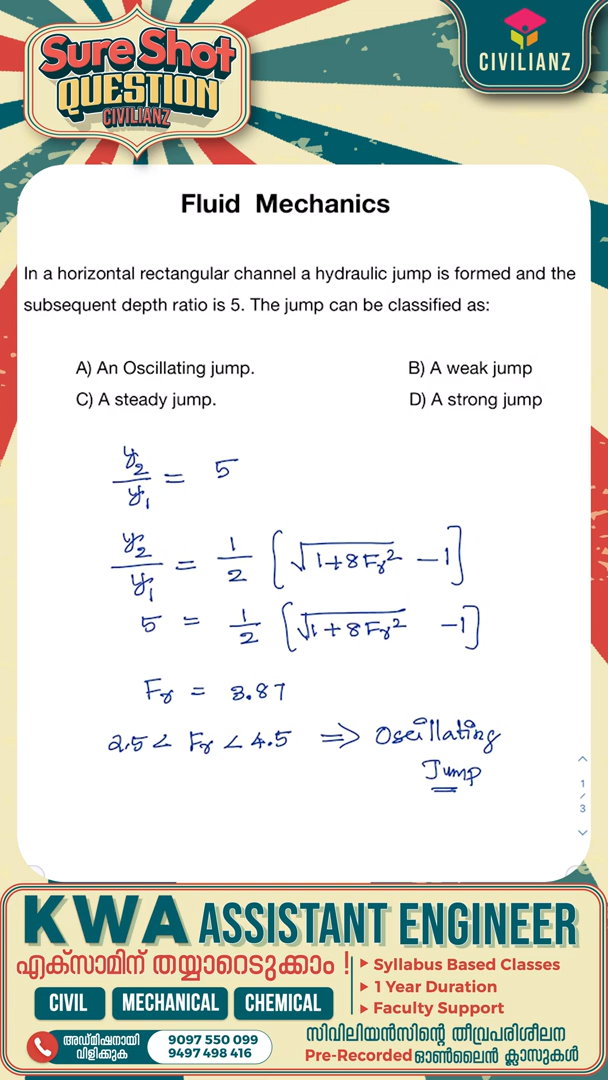 Sure Shot
QUESTION
CIVILIANZ
CIVILIANZ
Fluid Mechanics
In a horizontal rectangular channel a hydraulic jump is formed and the
subsequent depth ratio is 5. The jump can be classified as:
A) An Oscillating jump.
B) A weak jump
C) A steady jump.
D) A strong jump
y₂/y₁ = 5
y₂/y₁ = 1/2 [√1+8Fr² -1]
5 = 1/2 [√1+8Fr² -1]
Fr = 3.87
2.5 < Fr < 4.5 ⇒ Oscillating
Jump
1
/
3
KWA ASSISTANT ENGINEER
എക്സാമിന് തയ്യാറെടുക്കാം !
▸ Syllabus Based Classes
▸ 1 Year Duration
▸ Faculty Support
CIVIL MECHANICAL CHEMICAL
അഡ്മിഷനായി
വിളിക്കുക
9097 550 099
9497 498 416
സിവിലിയൻസിന്റെ തീവ്രപരിശീലന
Pre-Recorded ഓൺലൈൻ ക്ലാസുകൾ